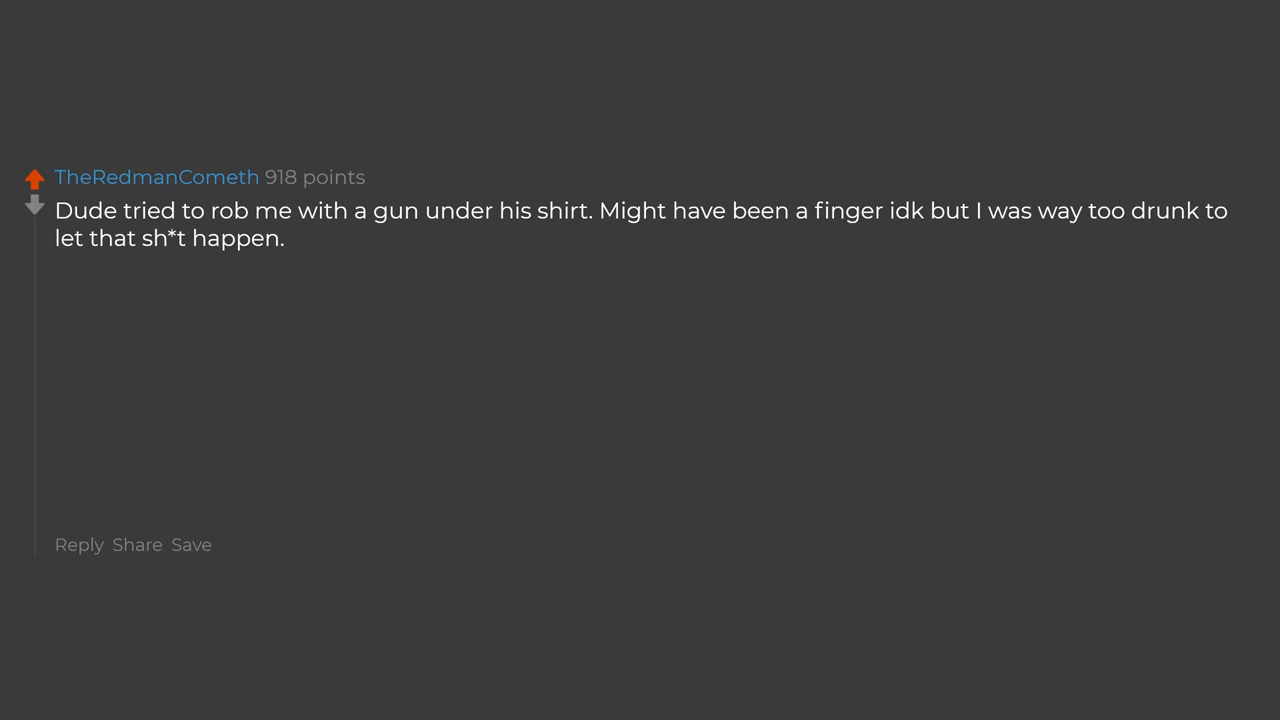 TheRedmanCometh 918 points
Dude tried to rob me with a gun under his shirt. Might have been a finger idk but I was way too drunk to
let that sh*t happen.
Reply Share Save